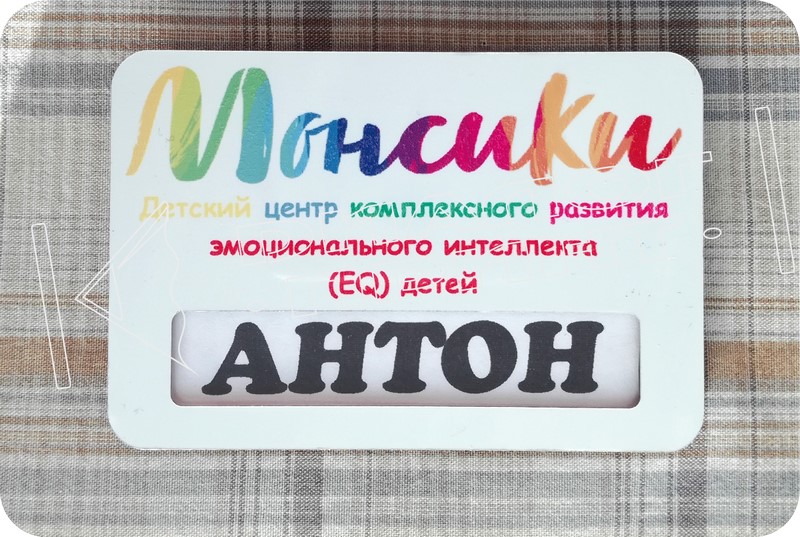 Монсики
Детский центр комплексного развития
эмоционального интеллекта
(EQ) детей
АНТОН